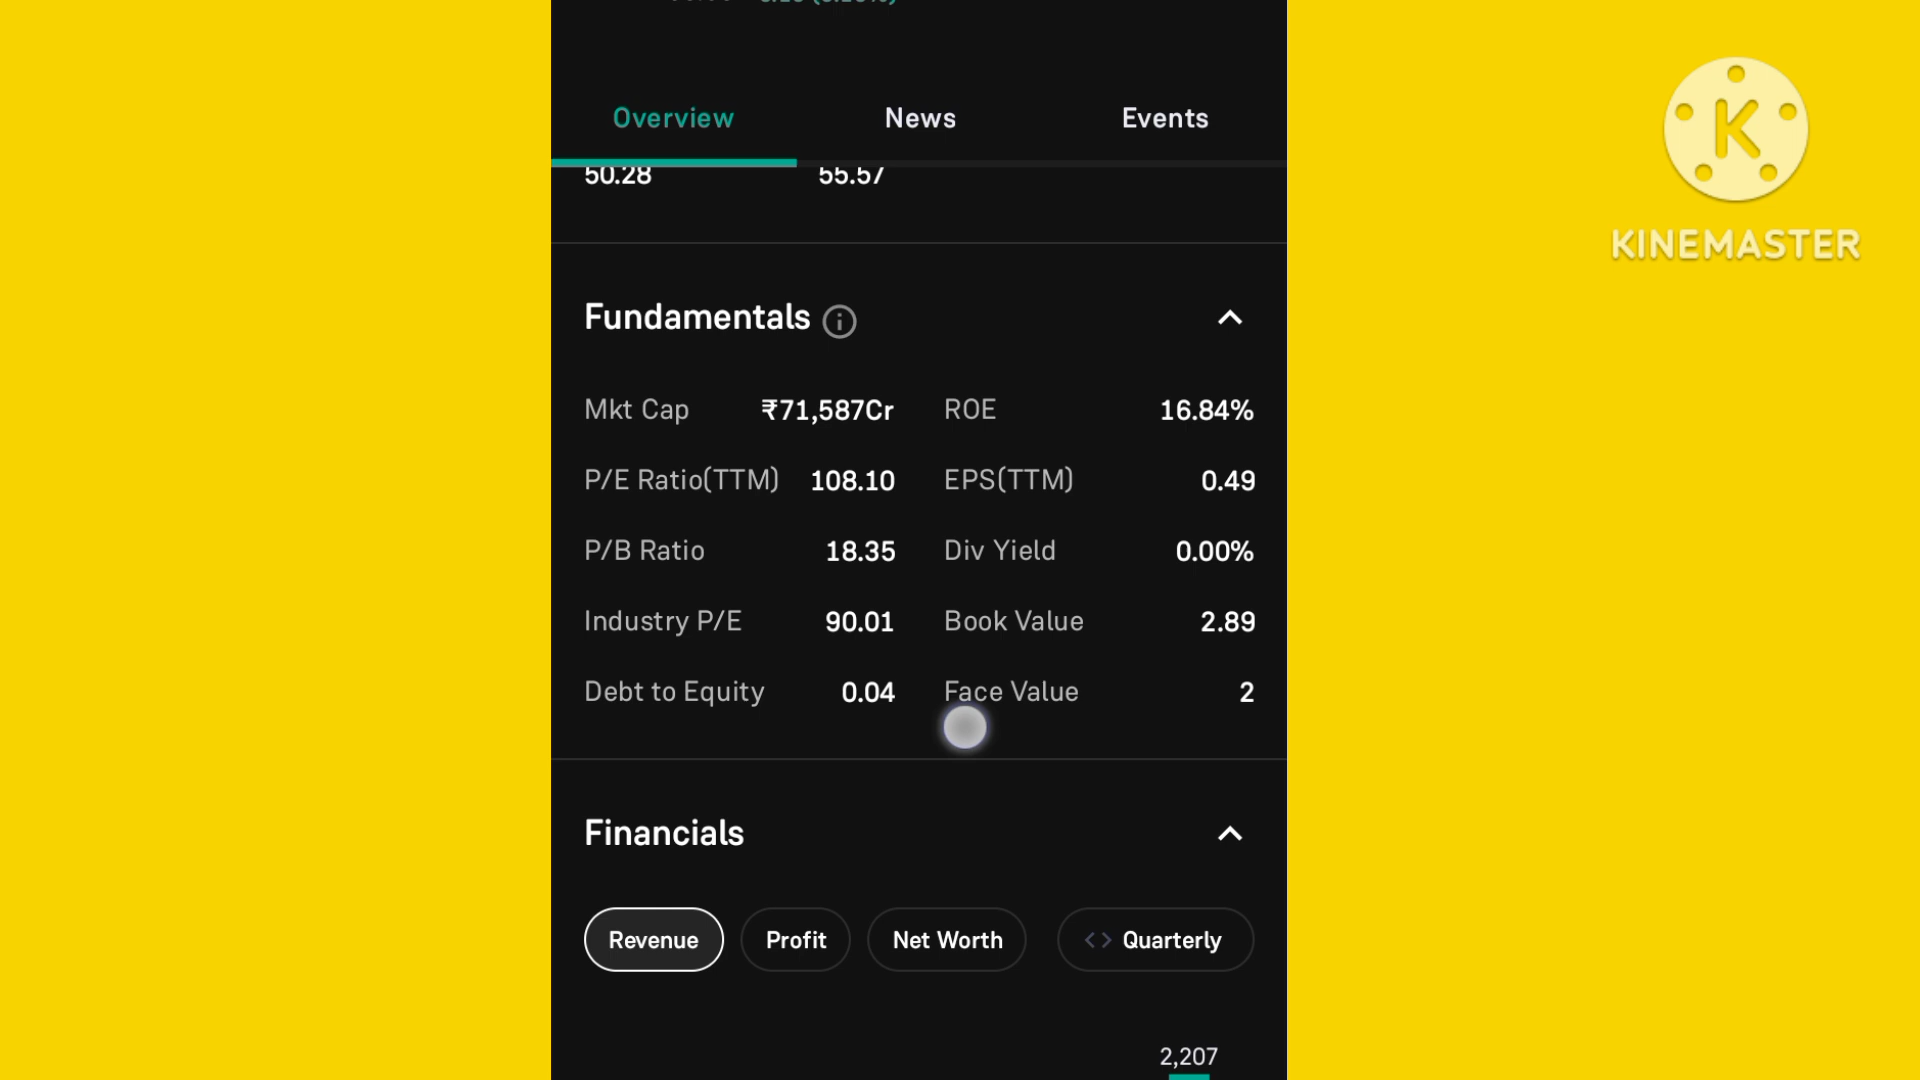 Overview News Events
50.28 55.57
Fundamentals
Mkt Cap ₹71,587Cr ROE 16.84%
P/E Ratio(TTM) 108.10 EPS(TTM) 0.49
P/B Ratio 18.35 Div Yield 0.00%
Industry P/E 90.01 Book Value 2.89
Debt to Equity 0.04 Face Value 2
Financials
Revenue Profit Net Worth <> Quarterly
2,207
K
KINEMASTER